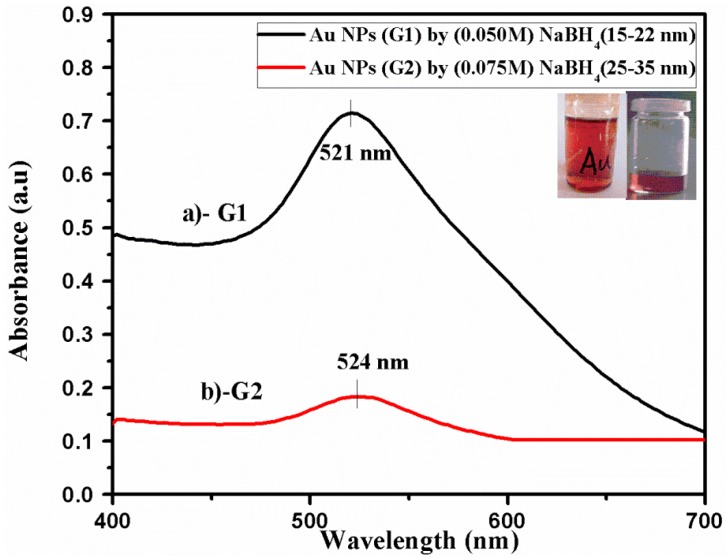 Au NPs (G1) by (0.050M) NaBH4(15-22 nm)
Au NPs (G2) by (0.075M) NaBH4(25-35 nm)
0.9
0.8
0.7
0.6
0.5
0.4
0.3
0.2
0.1
0.0
Absorbance (a.u)
Au
521 nm
a)- G1
524 nm
b)-G2
400
500
600
700
Wavelength (nm)